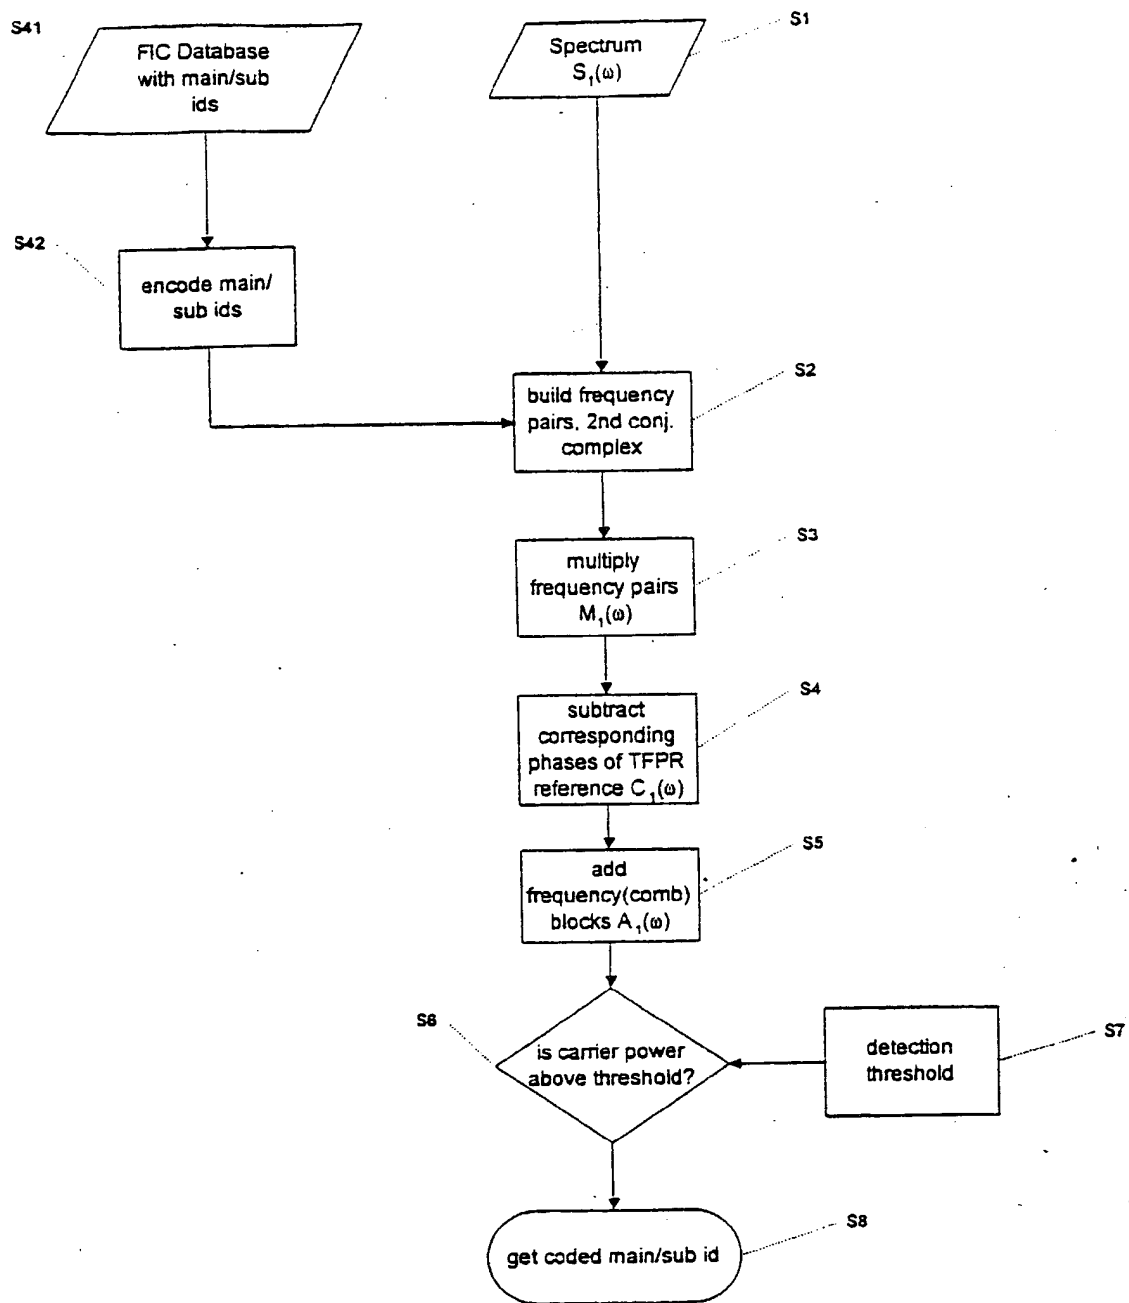 S41
FIC Database
with main/sub
ids
Spectrum
S₁(ω)
S1
S42
encode main/
sub ids
build frequency
pairs, 2nd conj.
complex
S2
multiply
frequency pairs
M₁(ω)
S3
subtract
corresponding
phases of TFPR
reference C₁(ω)
S4
add
frequency(comb)
blocks A₁(ω)
S5
S6
is carrier power
above threshold?
detection
threshold
S7
get coded main/sub id
S8